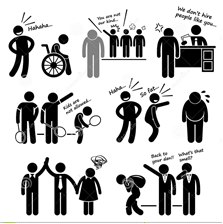 Hahaha...
You are not
our kind...
We don't hire
people like you...
Kids are
not allowed...
Haha...
So fat...
Back to
your den!!
What's that
smell?